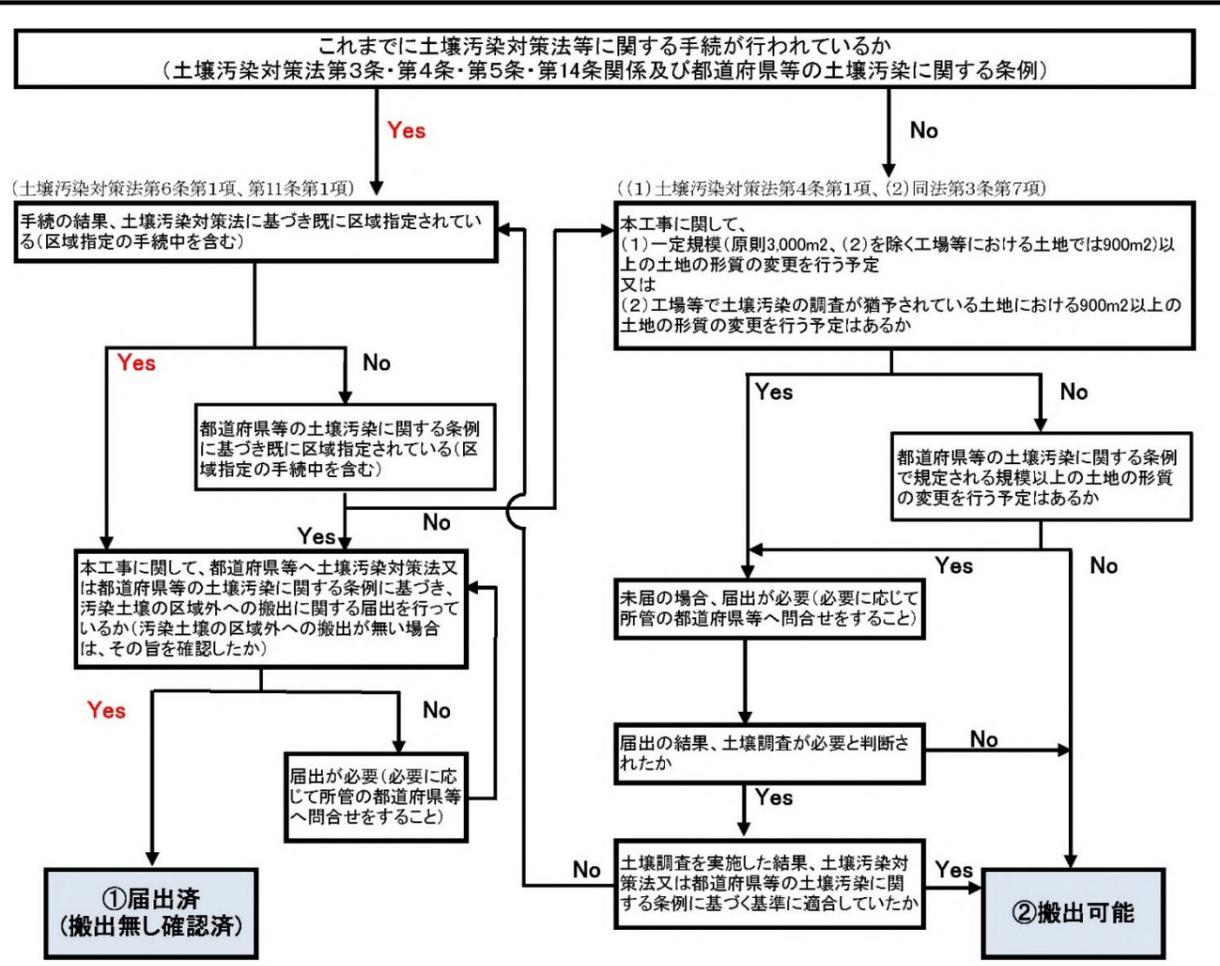 これまでに土壌汚染対策法等に関する手続が行われているか
(土壌汚染対策法第3条・第4条・第5条・第14条関係及び都道府県等の土壌汚染に関する条例)
Yes
No
(土壌汚染対策法第6条第1項、第11条第1項)
手続の結果、土壌汚染対策法に基づき既に区域指定されてい
る(区域指定の手続中を含む)
Yes
No
都道府県等の土壌汚染に関する条例
に基づき既に区域指定されている(区
域指定の手続中を含む)
No
Yes
本工事に関して、都道府県等へ土壌汚染対策法又
は都道府県等の土壌汚染に関する条例に基づき、
汚染土壌の区域外への搬出に関する届出を行って
いるか(汚染土壌の区域外への搬出が無い場合
は、その旨を確認したか)
Yes
No
届出が必要(必要に応
じて所管の都道府県等
へ問合せをすること)
①届出済
(搬出無し確認済)
((1)土壌汚染対策法第4条第1項、(2)同法第3条第7項)
本工事に関して、
(1)一定規模(原則3,000m2、(2)を除く工場等における土地では900m2)以
上の土地の形質の変更を行う予定
又は
(2)工場等で土壌汚染の調査が猶予されている土地における900m2以上の
土地の形質の変更を行う予定はあるか
Yes
No
都道府県等の土壌汚染に関する条例
で規定される規模以上の土地の形質
の変更を行う予定はあるか
Yes
No
未届の場合、届出が必要(必要に応じて
所管の都道府県等へ問合せをすること)
届出の結果、土壌調査が必要と判断さ
れたか
No
Yes
土壌調査を実施した結果、土壌汚染対
策法又は都道府県等の土壌汚染に関
する条例に基づく基準に適合していたか
No
Yes
②搬出可能